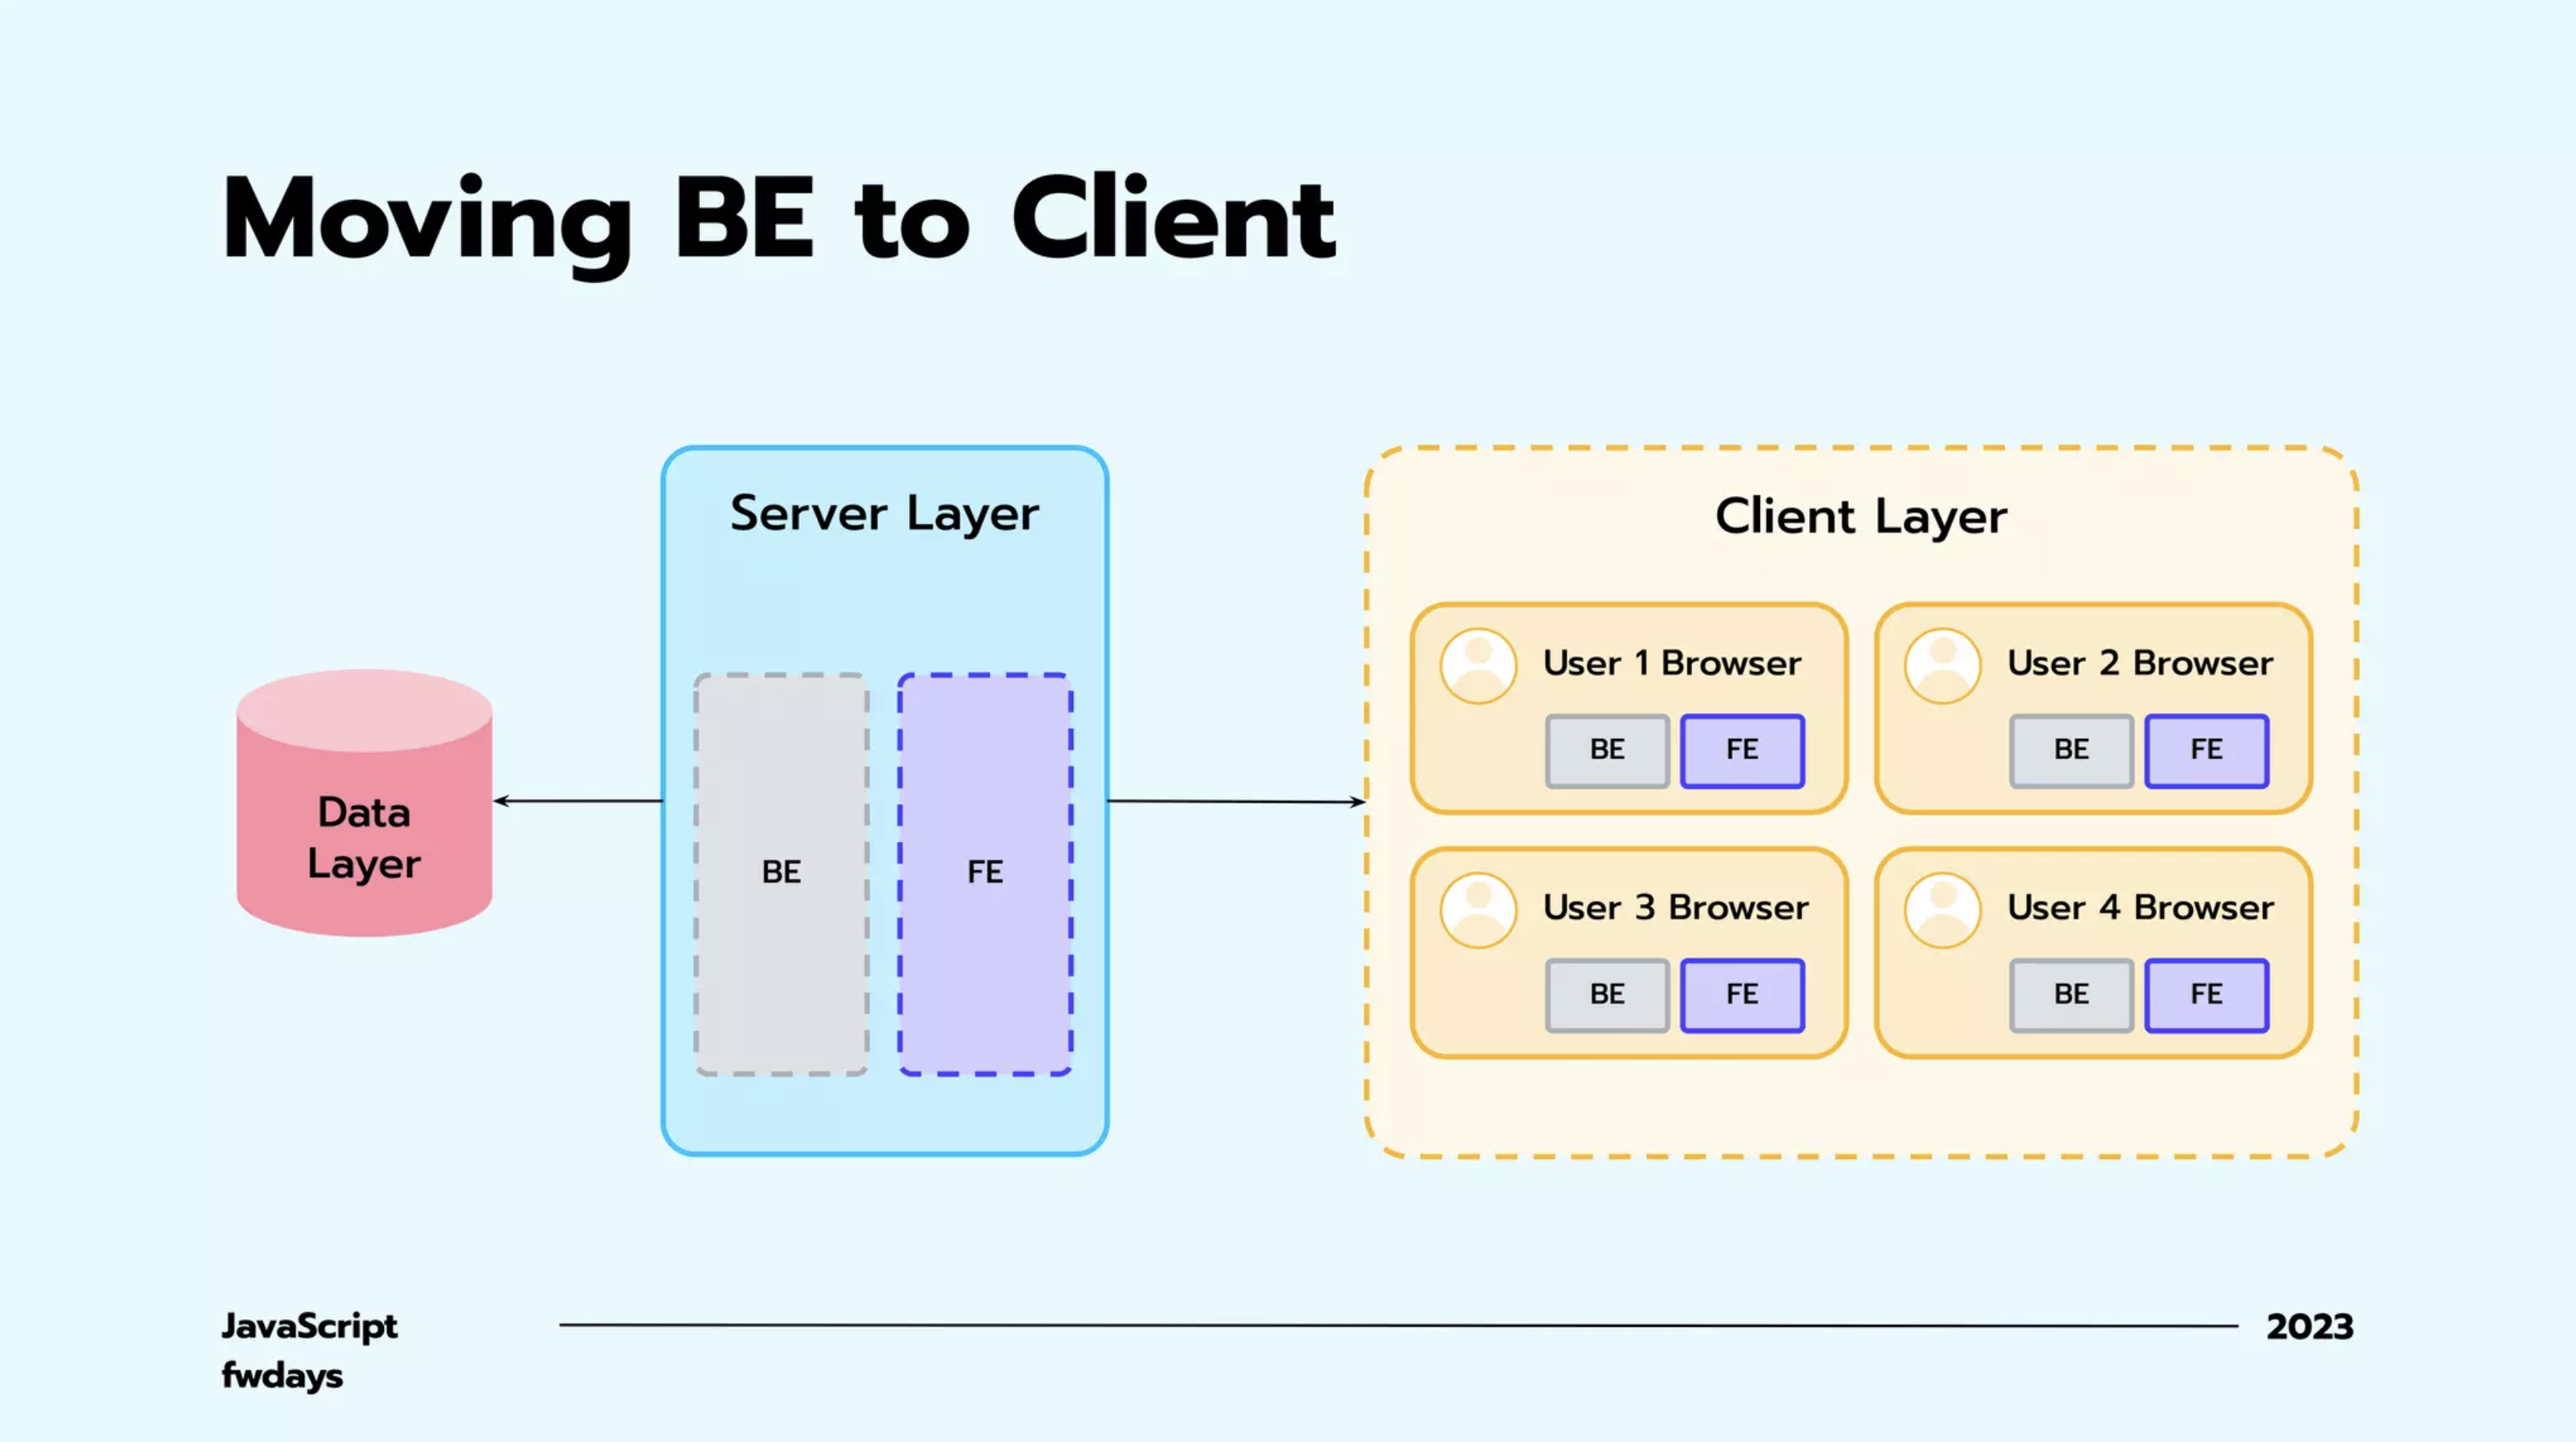 Moving BE to Client
Data
Layer
Server Layer
BE
FE
Client Layer
User 1 Browser
BE
FE
User 2 Browser
BE
FE
User 3 Browser
BE
FE
User 4 Browser
BE
FE
JavaScript
fwdays
2023